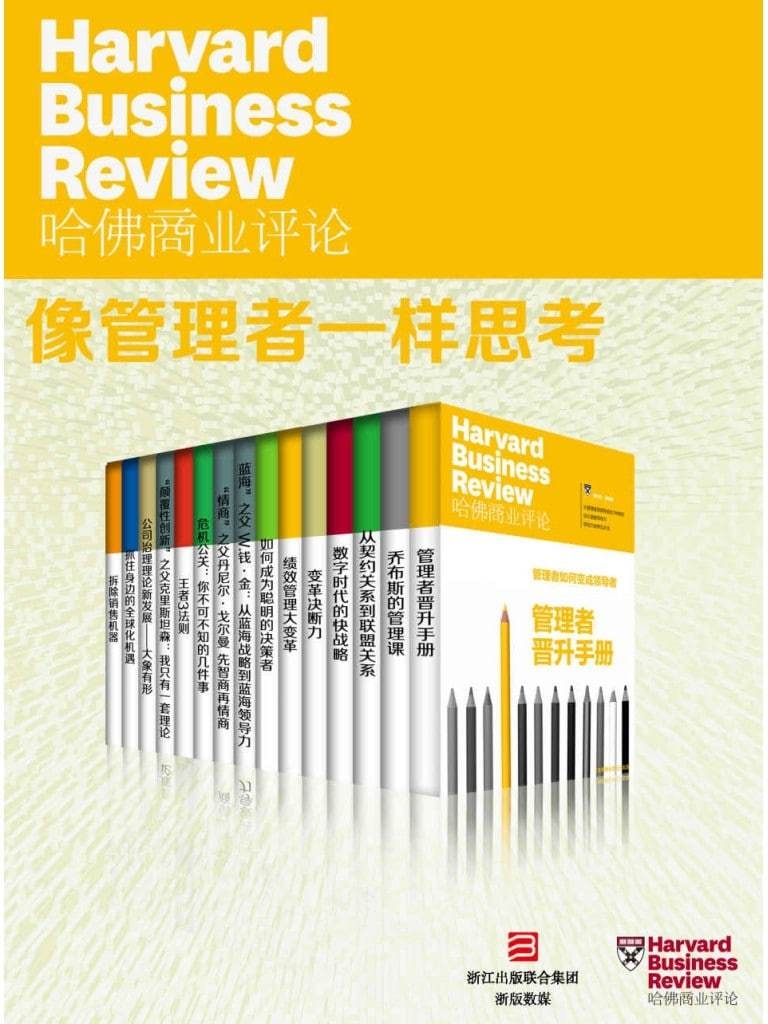 Harvard
Business
Review
哈佛商业评论
像管理者一样思考
拆除销售机器
抓住身边的全球化机遇
公司治理理论新发展——大象有形
“颠覆性创新”之父克里斯坦森：我只有一套理论
王者3法则
危机公关：你不可不知的几件事
“情商”之父丹尼尔·戈尔曼 先智商再情商
“蓝海”之父 W.钱·金：从蓝海战略到蓝海领导力
如何成为聪明的决策者
绩效管理大变革
变革决断力
数字时代的快战略
从契约关系到联盟关系
乔布斯的管理课
管理者晋升手册
Harvard
Business
Review
哈佛商业评论
管理者如何变成领导者
管理者
晋升手册
浙江出版联合集团
浙版数媒
Harvard
Business
Review
哈佛商业评论